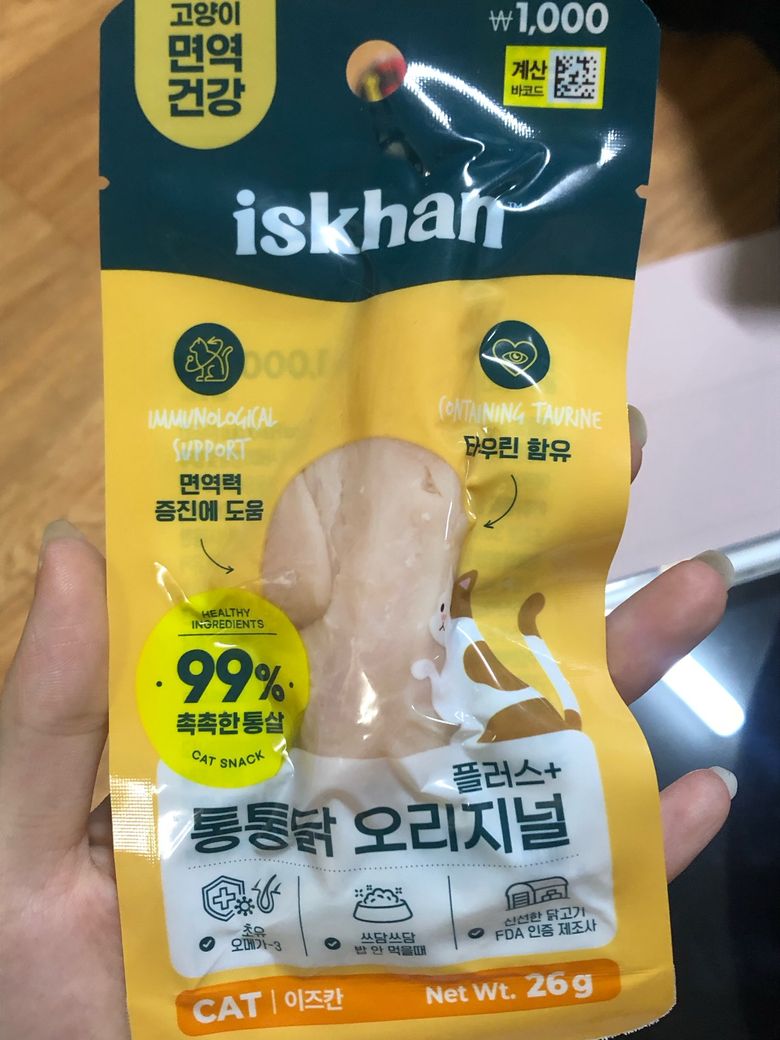 고양이
면역
건강
₩1,000
계산
바코드
iskhan™
IMMUNOLOGICAL
SUPPORT
면역력
증진에 도움
CONTAINING TAURINE
타우린 함유
HEALTHY
INGREDIENTS
99%
촉촉한 통살
CAT SNACK
플러스+
통통닭 오리지널
초유
오메가-3
쓰담쓰담
밥 안 먹을때
신선한 닭고기
FDA 인증 제조사
CAT | 이즈칸
Net Wt. 26g